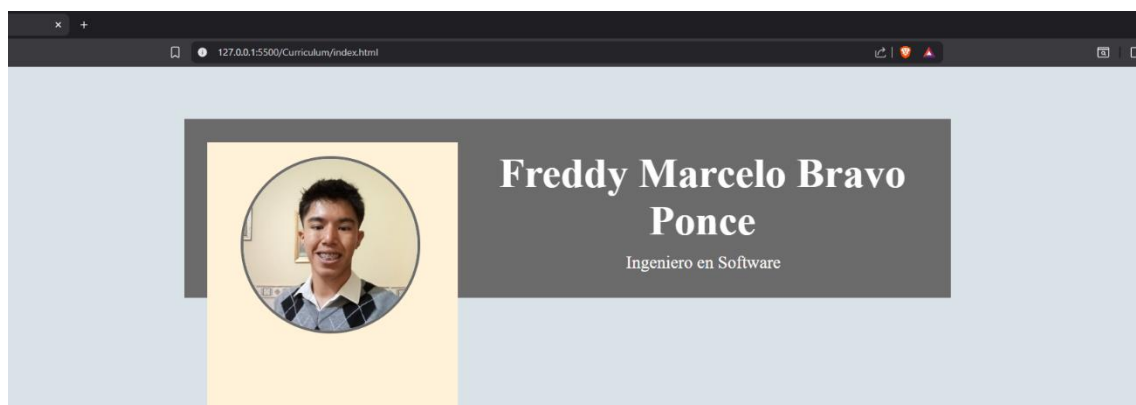 127.0.0.1:5500/Curriculum/index.html
Freddy Marcelo Bravo
Ponce
Ingeniero en Software